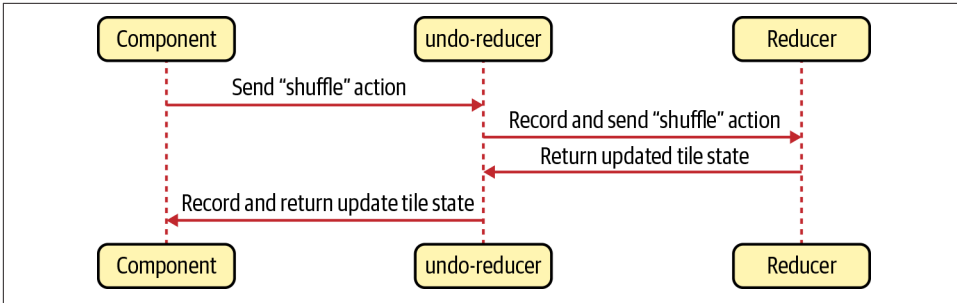 Component
undo-reducer
Reducer
Send “shuffle” action
Record and send “shuffle” action
Return updated tile state
Record and return update tile state
Component
undo-reducer
Reducer